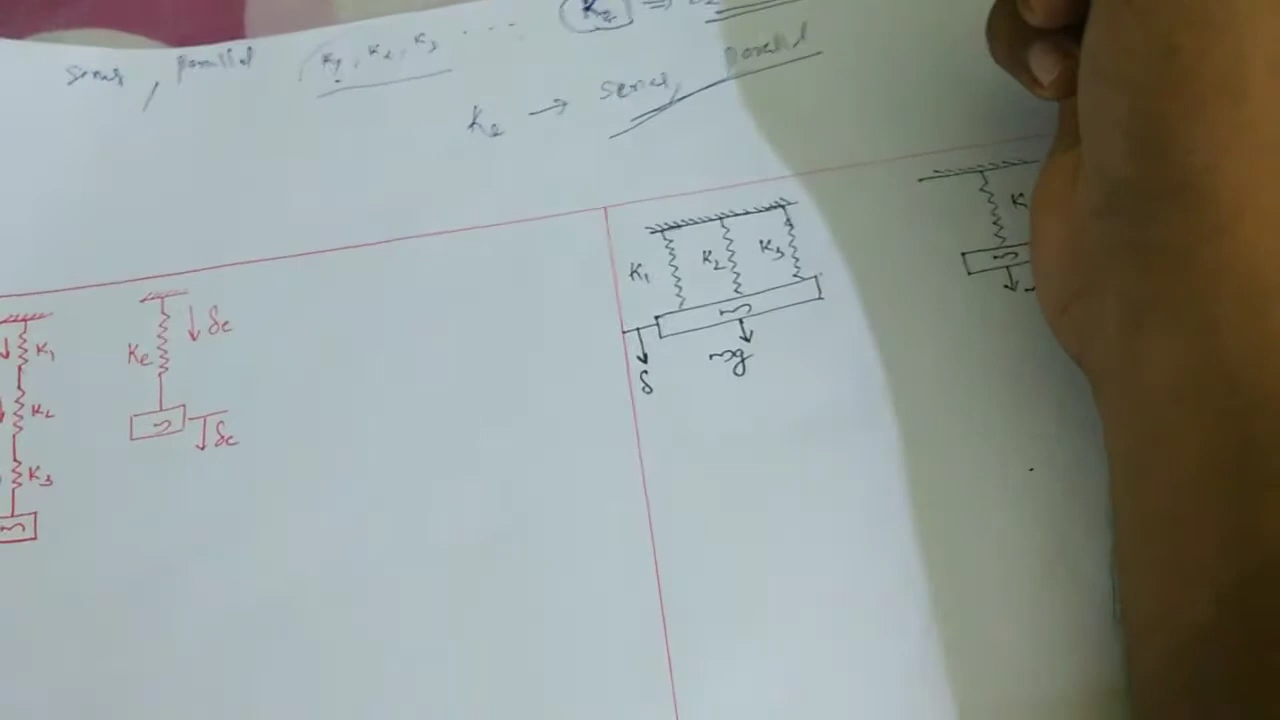 series, parallel K₁, K₂, K₃ ....
Ke → series, parallel
K₁
K₂
K₃
m
Ke
δe
m
δe
K₁
K₂
K₃
m
mg
δ
K
m